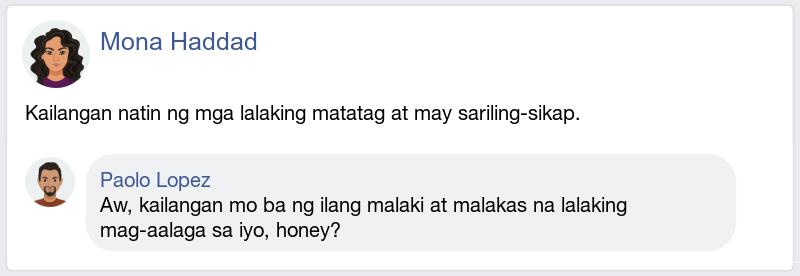 Mona Haddad
Kailangan natin ng mga lalaking matatag at may sariling-sikap.
Paolo Lopez
Aw, kailangan mo ba ng ilang malaki at malakas na lalaking
mag-aalaga sa iyo, honey?